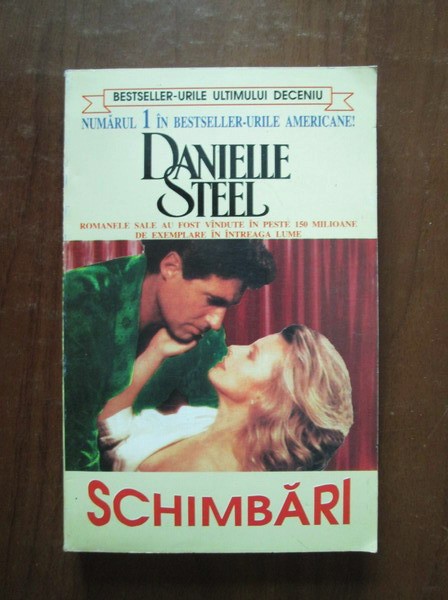 BESTSELLER-URILE ULTIMULUI DECENIU
NUMĂRUL 1 ÎN BESTSELLER-URILE AMERICANE!
DANIELLE
STEEL
ROMANELE SALE AU FOST VÎNDUTE ÎN PESTE 150 MILIOANE
DE EXEMPLARE ÎN ÎNTREAGA LUME
SCHIMBĂRI